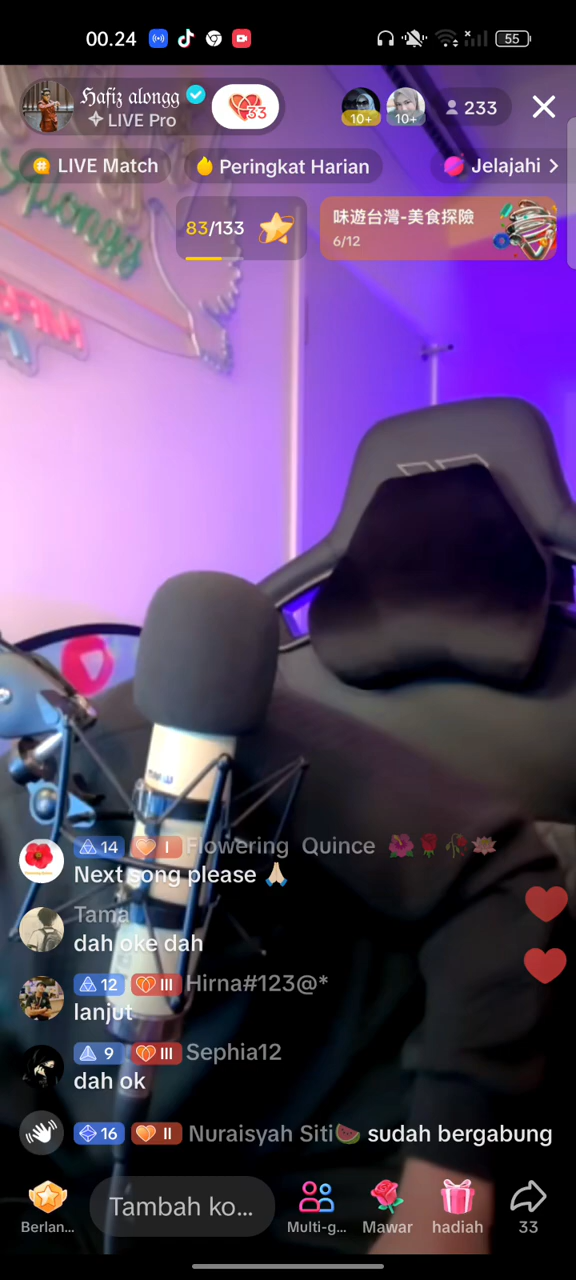 00.24
55
ℌ𝔞𝔣𝔦𝔷 𝔞𝔩𝔬𝔫𝔤𝔤
LIVE Pro
33
10+
10+
233
LIVE Match
Peringkat Harian
Jelajahi >
83/133
味遊台灣-美食探險
6/12
14 I Flowering Quince 🌺🌹🥀🪷
Next song please 🙏🏻
Tama
dah oke dah
12 III Hirna#123@*
lanjut
9 III Sephia12
dah ok
16 II Nuraisyah Siti🍉 sudah bergabung
Tambah ko...
Berlan...
Multi-g...
Mawar
hadiah
33